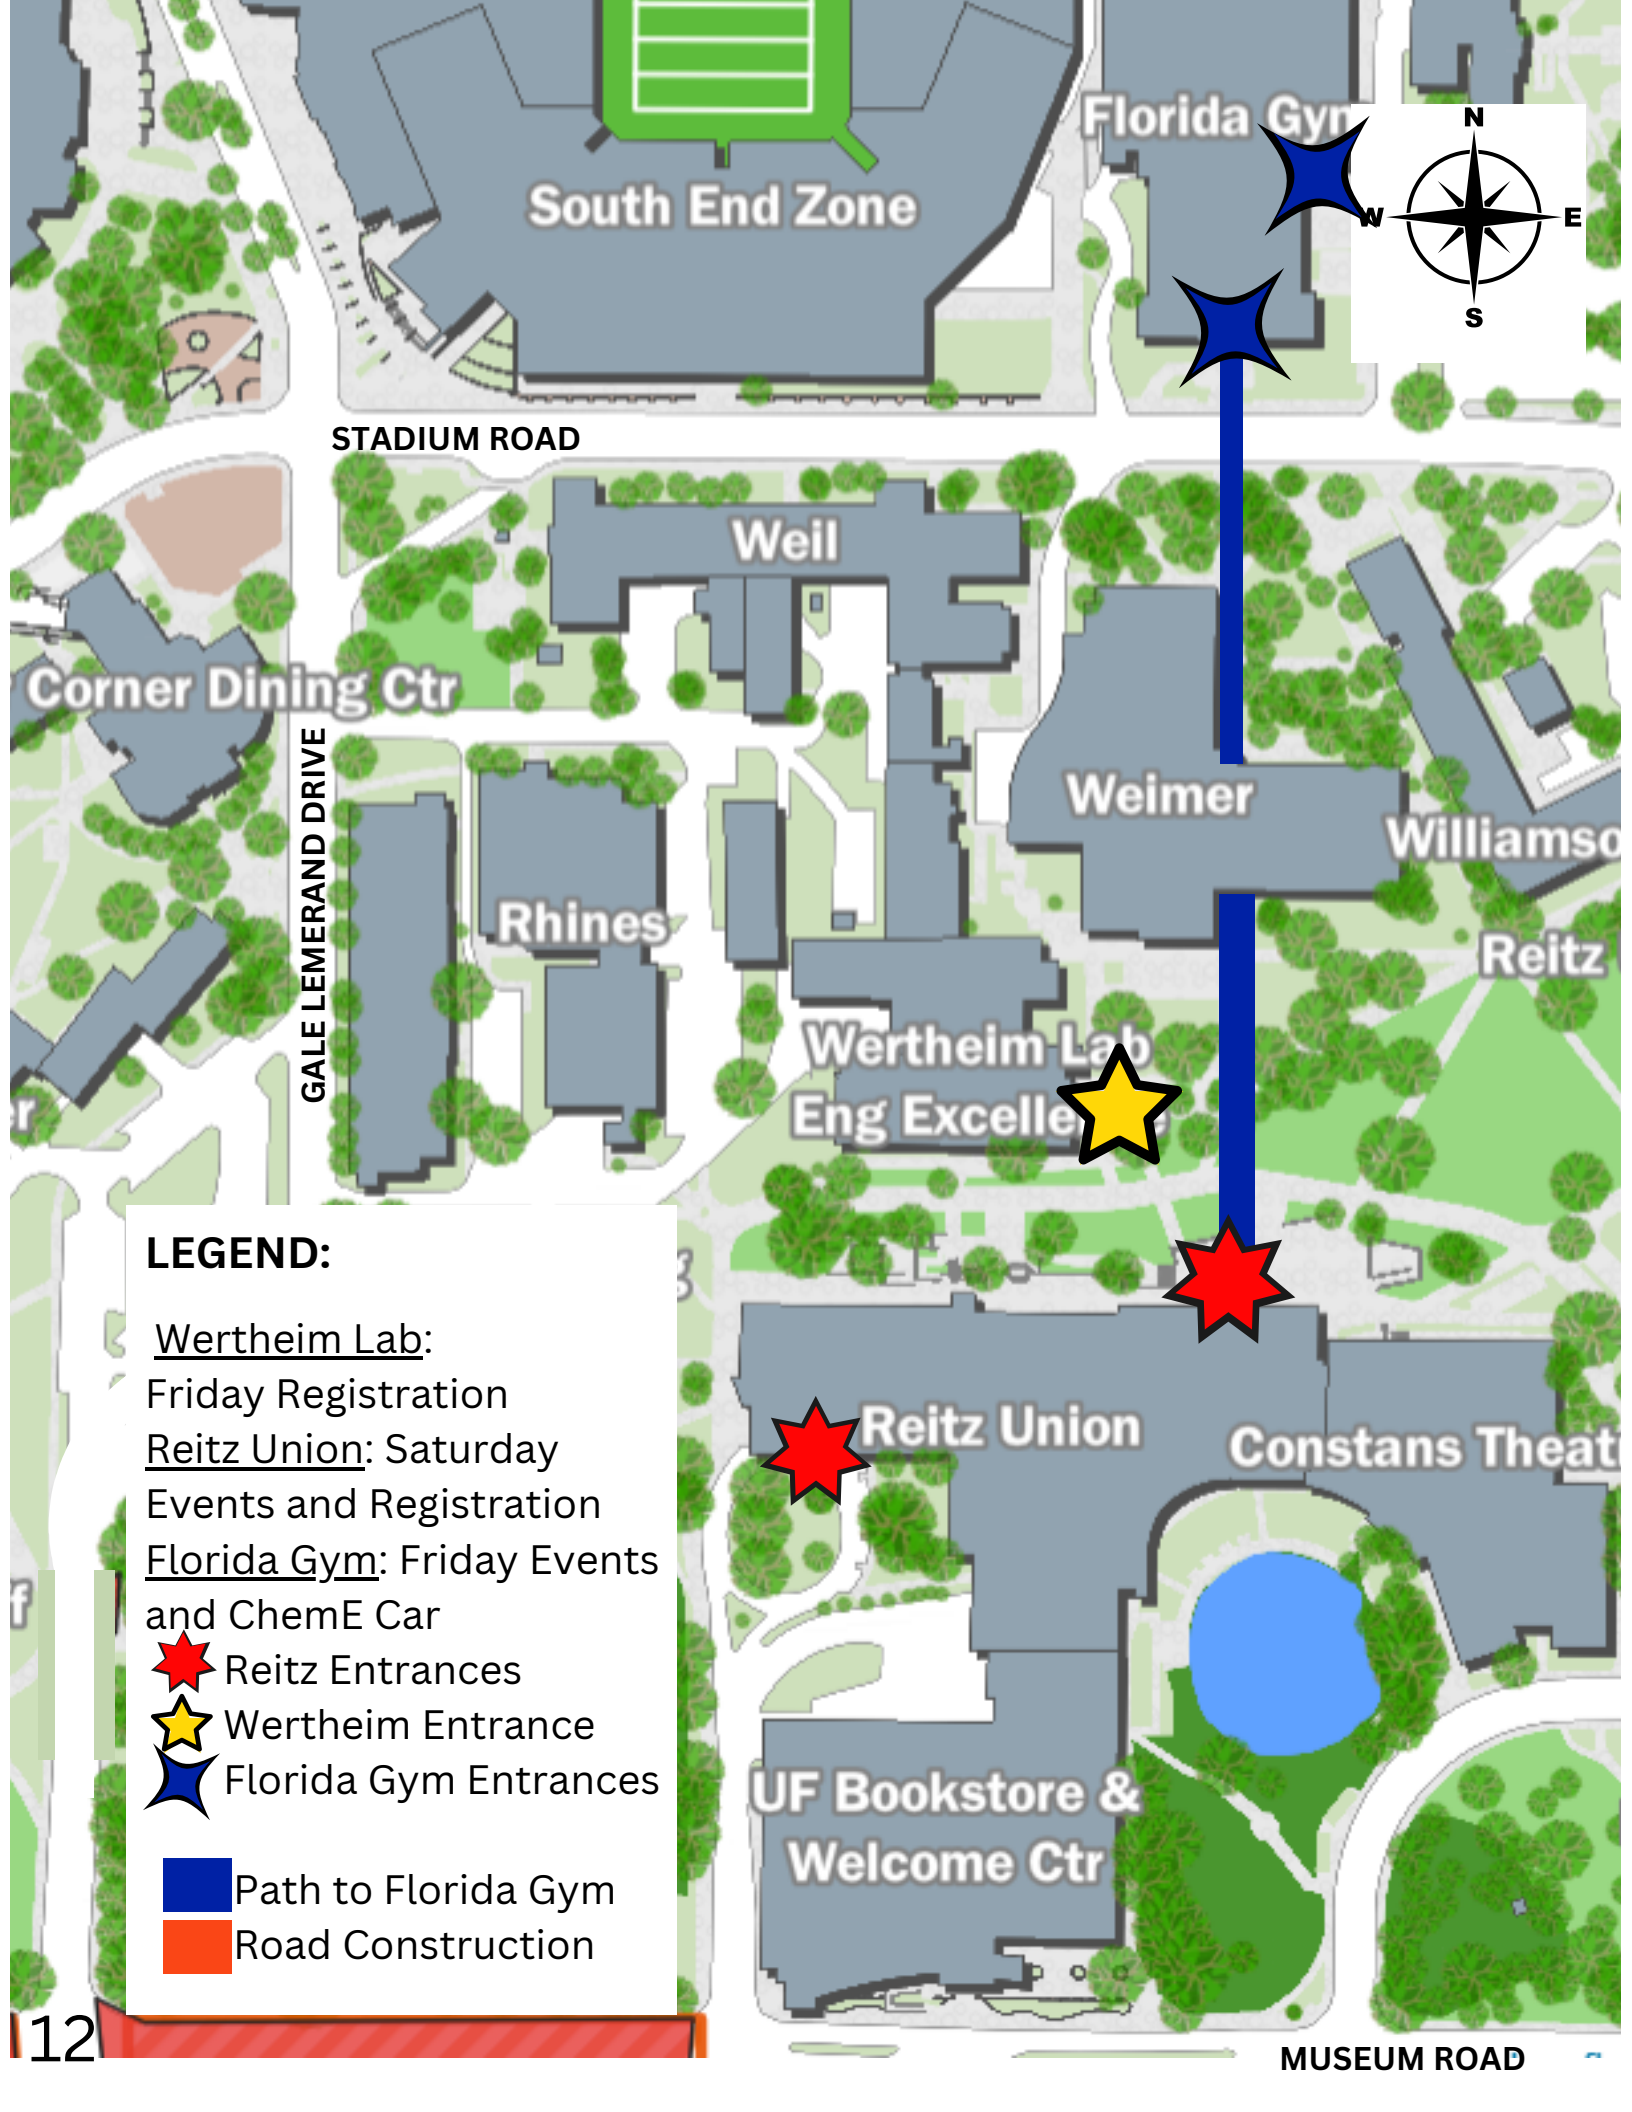 Florida Gym
N
W
E
S
South End Zone
STADIUM ROAD
Weil
Corner Dining Ctr
GALE LEMERAND DRIVE
Weimer
Williamso
Rhines
Reitz
Wertheim Lab
Eng Excelle
er
LEGEND:
Wertheim Lab:
Friday Registration
Reitz Union: Saturday
Events and Registration
Florida Gym: Friday Events
and ChemE Car
Reitz Entrances
Wertheim Entrance
Florida Gym Entrances
Path to Florida Gym
Road Construction
g
Reitz Union
Constans Theatr
f
UF Bookstore &
Welcome Ctr
12
MUSEUM ROAD